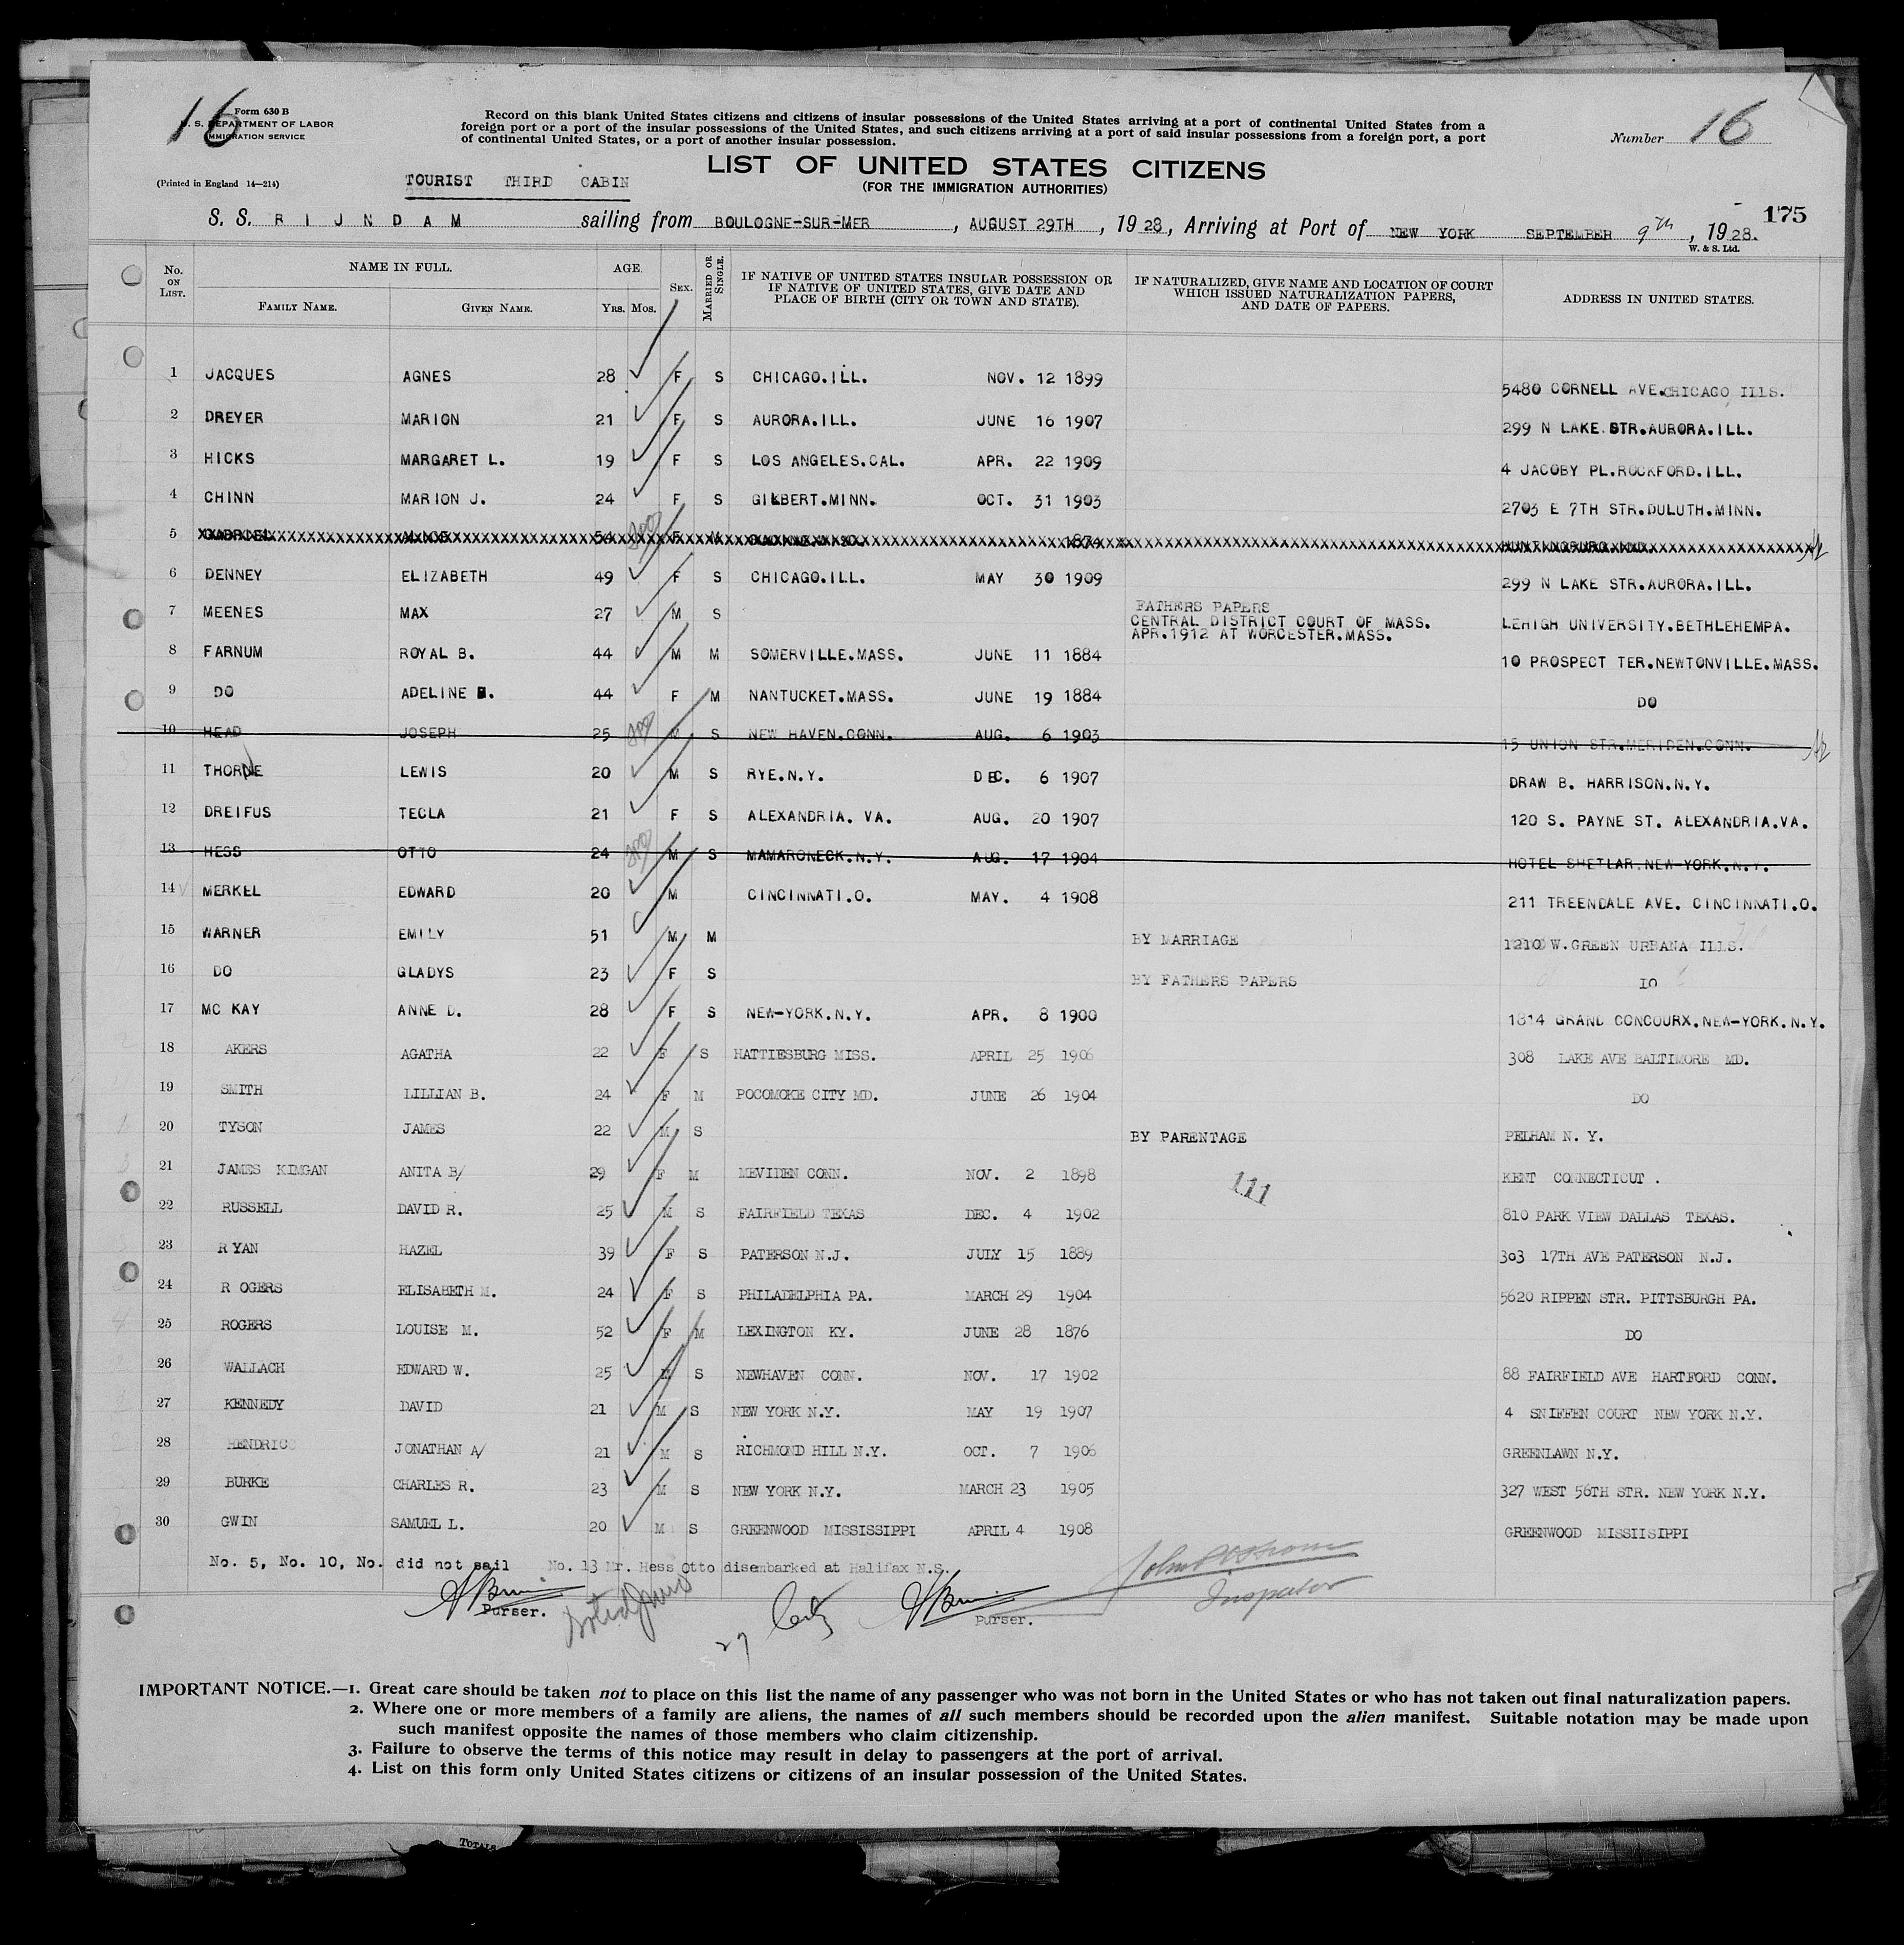 16
Form 630 B
U. S. DEPARTMENT OF LABOR
IMMIGRATION SERVICE
(Printed in England 14—214)
Record on this blank United States citizens and citizens of insular possessions of the United States arriving at a port of continental United States from a
foreign port or a port of the insular possessions of the United States, and such citizens arriving at a port of said insular possessions from a foreign port, a port
of continental United States, or a port of another insular possession.
Number 16
LIST OF UNITED STATES CITIZENS
(FOR THE IMMIGRATION AUTHORITIES)
TOURIST THIRD CABIN
175
S. S. R I J N D A M sailing from BOULOGNE-SUR-MER, AUGUST 29TH, 1928, Arriving at Port of NEW YORK SEPTEMBER 9th, 1928.
W. & S. Ltd.
No. ON LIST. NAME IN FULL. FAMILY NAME. GIVEN NAME. AGE. YRS. MOS. SEX. MARRIED OR SINGLE. IF NATIVE OF UNITED STATES INSULAR POSSESSION OR IF NATIVE OF UNITED STATES, GIVE DATE AND PLACE OF BIRTH (CITY OR TOWN AND STATE). IF NATURALIZED, GIVE NAME AND LOCATION OF COURT WHICH ISSUED NATURALIZATION PAPERS, AND DATE OF PAPERS. ADDRESS IN UNITED STATES.
1 JACQUES AGNES 28 F S CHICAGO.ILL. NOV. 12 1899 5480 CORNELL AVE.CHICAGO ILLS.
2 DREYER MARION 21 F S AURORA.ILL. JUNE 16 1907 299 N LAKE STR.AURORA.ILL.
3 HICKS MARGARET L. 19 F S LOS ANGELES.CAL. APR. 22 1909 4 JACOBY PL.ROCKFORD.ILL.
4 CHINN MARION J. 24 F S GILBERT.MINN. OCT. 31 1903 2703 E 7TH STR.DULUTH.MINN.
5 GABRIEL ALICE 54 F M 1874 HUNTINGBURG.IND.
6 DENNEY ELIZABETH 49 F S CHICAGO.ILL. MAY 30 1909 299 N LAKE STR.AURORA.ILL.
7 MEENES MAX 27 M S FATHERS PAPERS CENTRAL DISTRICT COURT OF MASS. APR.1912 AT WORCESTER.MASS. LEHIGH UNIVERSITY.BETHLEHEMPA.
8 FARNUM ROYAL B. 44 M M SOMERVILLE.MASS. JUNE 11 1884 10 PROSPECT TER.NEWTONVILLE.MASS.
9 DO ADELINE B. 44 F M NANTUCKET.MASS. JUNE 19 1884 DO
10 HEAD JOSEPH 25 M S NEW HAVEN.CONN. AUG. 6 1903 15 UNION STR.MERIDEN.CONN.
11 THORNE LEWIS 20 M S RYE.N.Y. DEC. 6 1907 DRAW B. HARRISON.N.Y.
12 DREIFUS TECLA 21 F S ALEXANDRIA. VA. AUG. 20 1907 120 S. PAYNE ST. ALEXANDRIA.VA.
13 HESS OTTO 24 M S MAMARONECK.N.Y. AUG. 17 1904 HOTEL SHETLAR.NEW-YORK.N.Y.
14 MERKEL EDWARD 20 M CINCINNATI.O. MAY. 4 1908 211 TREENDALE AVE. CINCINNATI.O.
15 WARNER EMILY 51 M M BY MARRIAGE 1210 W.GREEN URBANA ILLS.
16 DO GLADYS 23 F S BY FATHERS PAPERS IO
17 MC KAY ANNE D. 28 F S NEW-YORK.N.Y. APR. 8 1900 1814 GRAND CONCOURX.NEW-YORK.N.Y.
18 AKERS AGATHA 22 F S HATTIESBURG MISS. APRIL 25 1906 308 LAKE AVE BALTIMORE MD.
19 SMITH LILLIAN B. 24 F M POCOMOKE CITY MD. JUNE 26 1904 DO
20 TYSON JAMES 22 M S BY PARENTAGE PELHAM N. Y.
21 JAMES KIMGAN ANITA B/ 29 F M MEVIDEN CONN. NOV. 2 1898 111 KENT CONNECTICUT .
22 RUSSELL DAVID R. 25 M S FAIRFIELD TEXAS DEC. 4 1902 810 PARK VIEW DALLAS TEXAS.
23 RYAN HAZEL 39 F S PATERSON N.J. JULY 15 1889 303 17TH AVE PATERSON N.J.
24 R OGERS ELISABETH M. 24 F S PHILADELPHIA PA. MARCH 29 1904 5620 RIPPEN STR. PITTSBURGH PA.
25 ROGERS LOUISE M. 52 F M LEXINGTON KY. JUNE 28 1876 DO
26 WALLACH EDWARD W. 25 M S NEWHAVEN CONN. NOV. 17 1902 88 FAIRFIELD AVE HARTFORD CONN.
27 KENNEDY DAVID 21 M S NEW YORK N.Y. MAY 19 1907 4 SNIFFEN COURT NEW YORK N.Y.
28 HENDRIC JONATHAN A/ 21 M S RICHMOND HILL N.Y. OCT. 7 1906 GREENLAWN N.Y.
29 BURKE CHARLES R. 23 M S NEW YORK N.Y. MARCH 23 1905 327 WEST 56TH STR. NEW YORK N.Y.
30 GWIN SAMUEL L. 20 M S GREENWOOD MISSISSIPPI APRIL 4 1908 GREENWOOD MISSIISIPPI
No. 5, No. 10, No. did not sail No. 13 Mr. Hess Otto disembarked at Halifax N.S.
Purser.
27
Purser.
Inspector
IMPORTANT NOTICE.—1. Great care should be taken not to place on this list the name of any passenger who was not born in the United States or who has not taken out final naturalization papers.
2. Where one or more members of a family are aliens, the names of all such members should be recorded upon the alien manifest. Suitable notation may be made upon
such manifest opposite the names of those members who claim citizenship.
3. Failure to observe the terms of this notice may result in delay to passengers at the port of arrival.
4. List on this form only United States citizens or citizens of an insular possession of the United States.
TOTALS